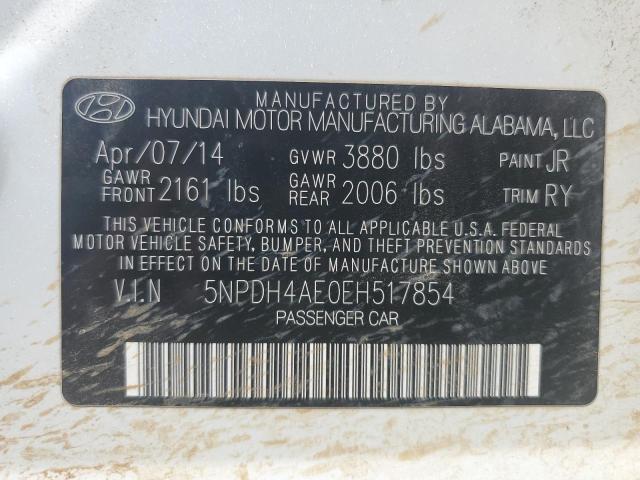 MANUFACTURED BY
HYUNDAI MOTOR MANUFACTURING ALABAMA, LLC
Apr/07/14 GVWR 3880 lbs PAINT JR
GAWR FRONT 2161 lbs GAWR REAR 2006 lbs TRIM RY
THIS VEHICLE CONFORMS TO ALL APPLICABLE U.S.A. FEDERAL
MOTOR VEHICLE SAFETY, BUMPER, AND THEFT PREVENTION STANDARDS
IN EFFECT ON THE DATE OF MANUFACTURE SHOWN ABOVE.
V.I.N 5NPDH4AE0EH517854
PASSENGER CAR